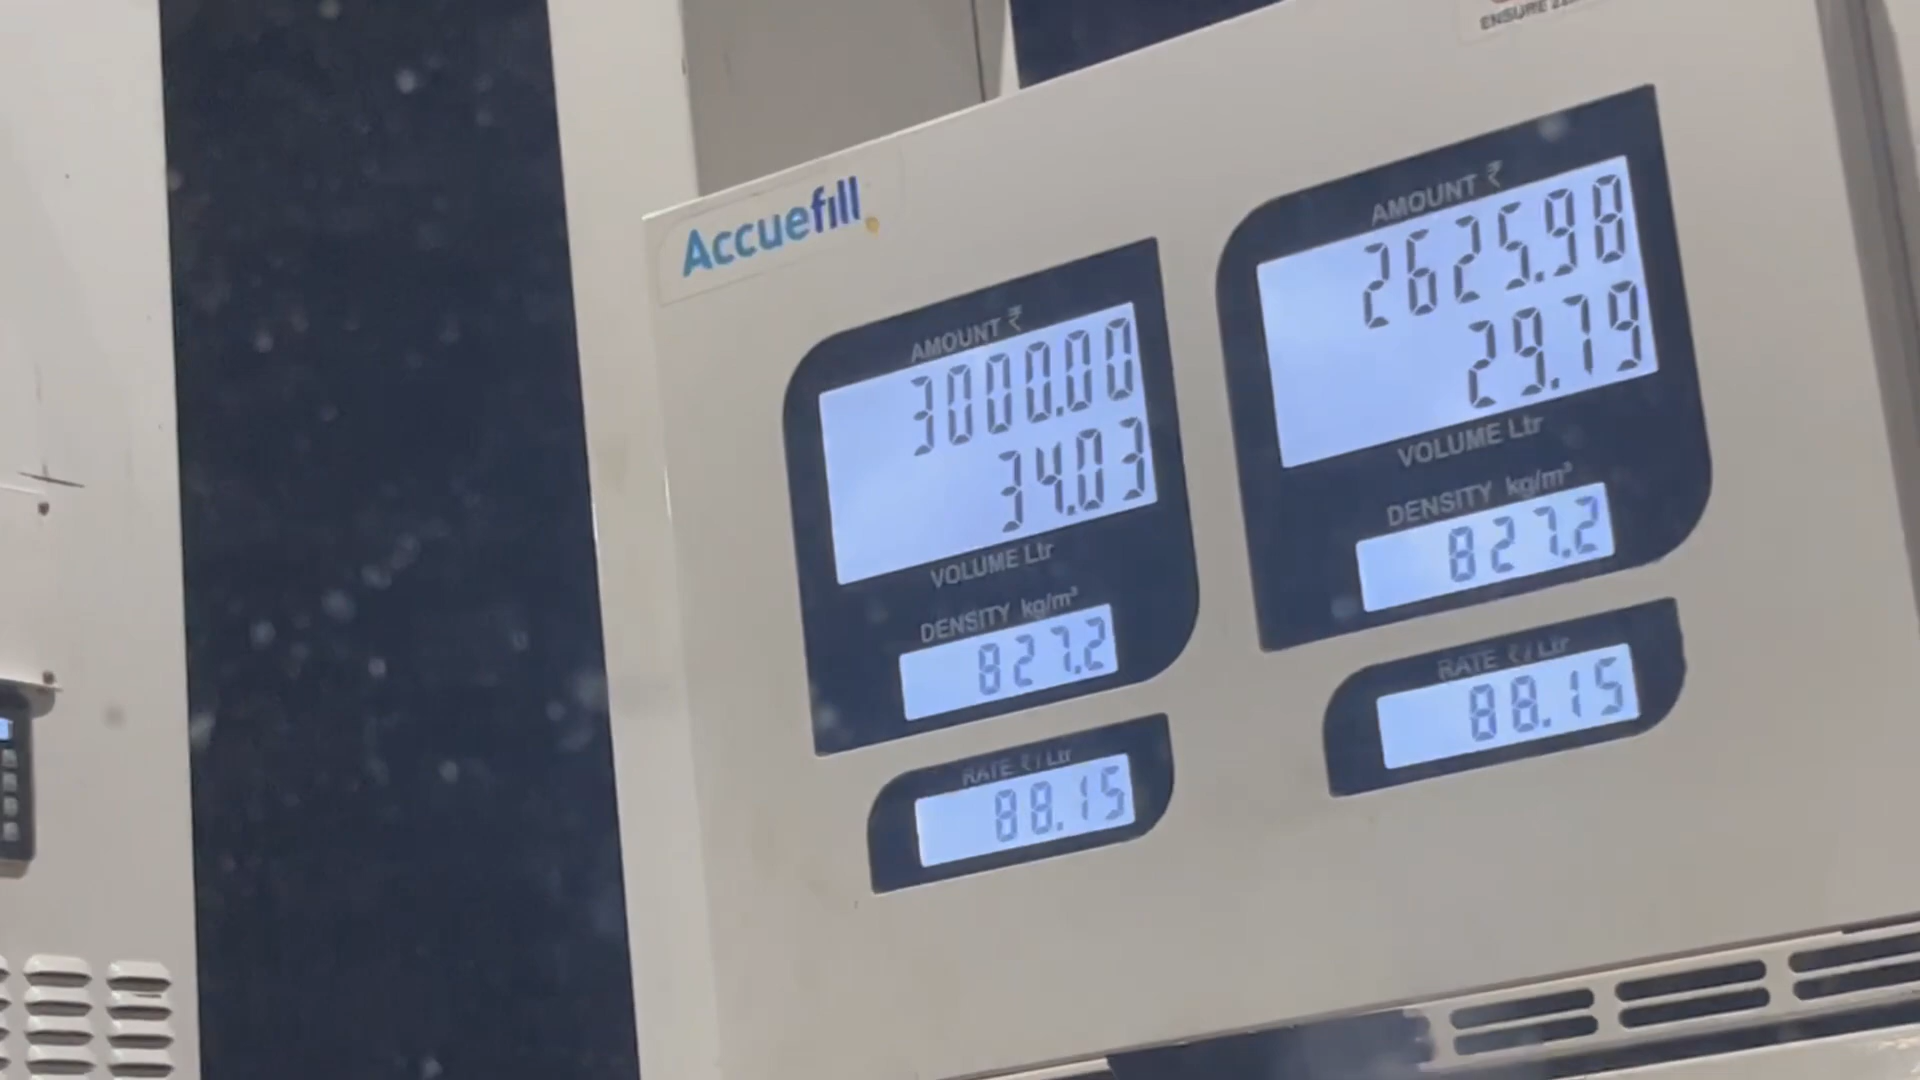 ENSURE
Accuefill
AMOUNT ₹
3000.00
34.03
VOLUME Ltr
DENSITY kg/m³
827.2
RATE ₹/ Ltr
88.15
AMOUNT ₹
2625.98
29.79
VOLUME Ltr
DENSITY kg/m³
827.2
RATE ₹/ Ltr
88.15